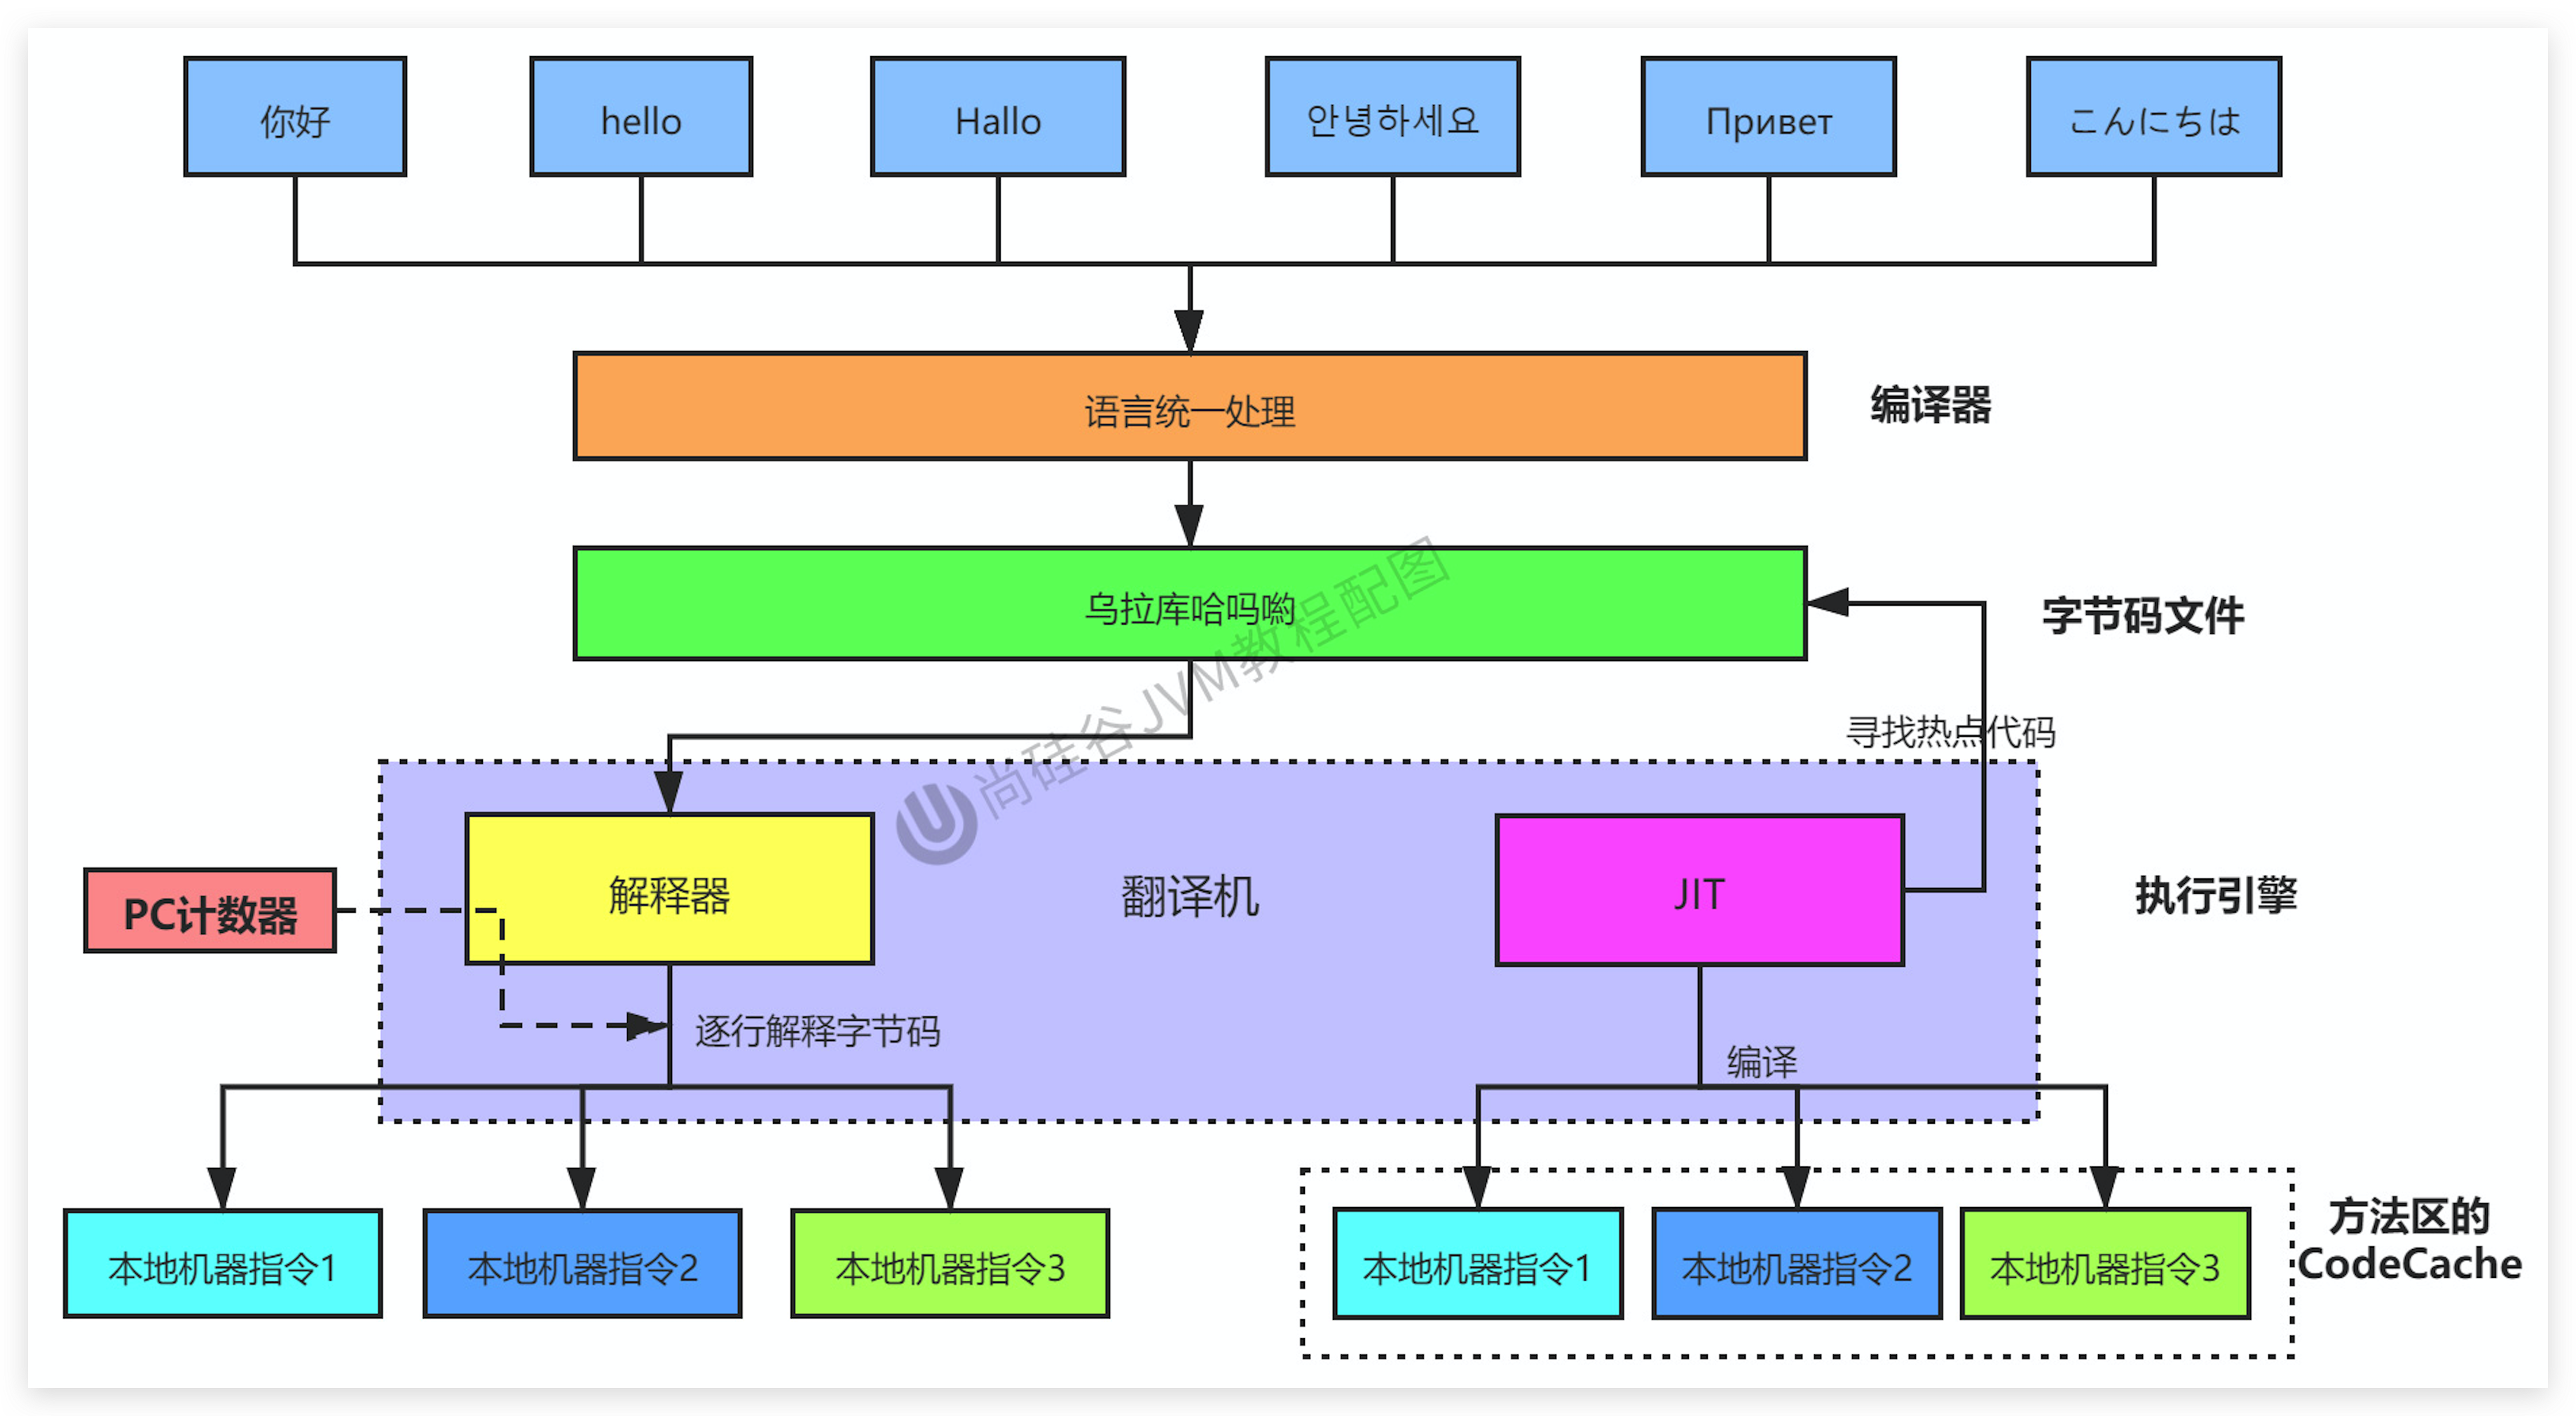 你好
hello
Hallo
안녕하세요
Привет
こんにちは
语言统一处理
编译器
乌拉库哈吗哟
字节码文件
尚硅谷JVM教程配图
寻找热点代码
解释器
翻译机
JIT
执行引擎
PC计数器
逐行解释字节码
编译
本地机器指令1
本地机器指令2
本地机器指令3
本地机器指令1
本地机器指令2
本地机器指令3
方法区的
CodeCache